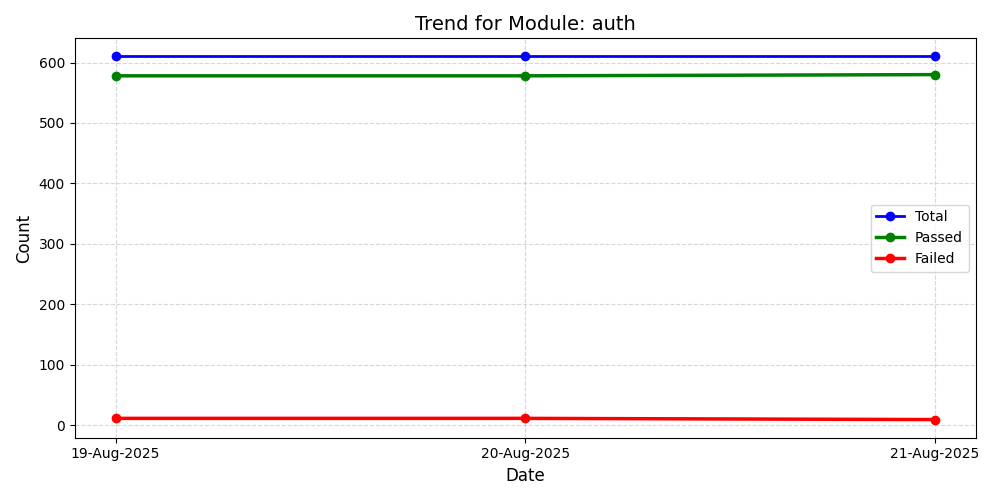 Trend for Module: auth
600
500
400
300
200
100
0
Count
Total
Passed
Failed
19-Aug-2025
20-Aug-2025
21-Aug-2025
Date